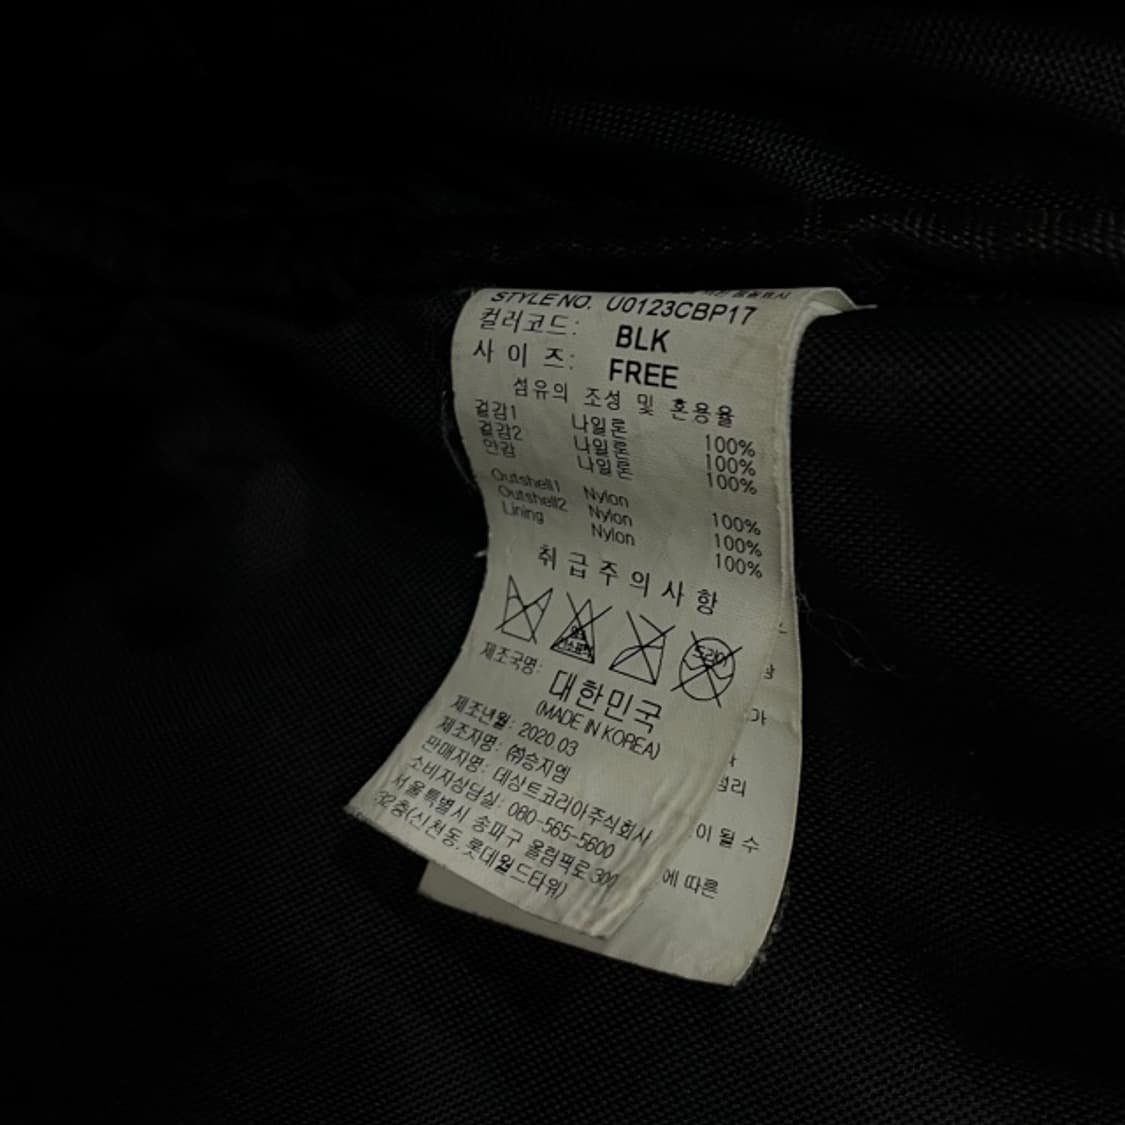 STYLE NO. U0123CBP17
컬러코드: BLK
사 이 즈: FREE
섬유의 조성 및 혼용율
겉감1 나일론 100%
겉감2 나일론 100%
안감 나일론 100%
Outshell1 Nylon 100%
Outshell2 Nylon 100%
Lining Nylon 100%
취급주의사항
드라이
제조국명: 대한민국
(MADE IN KOREA)
제조년월: 2020.03
제조자명: ㈜승지엠
판매자명: 데상트코리아주식회사
소비자상담실: 080-565-5600
서울특별시 송파구 올림픽로 300
32층(신천동, 롯데월드타워)
이 될 수
에 따른